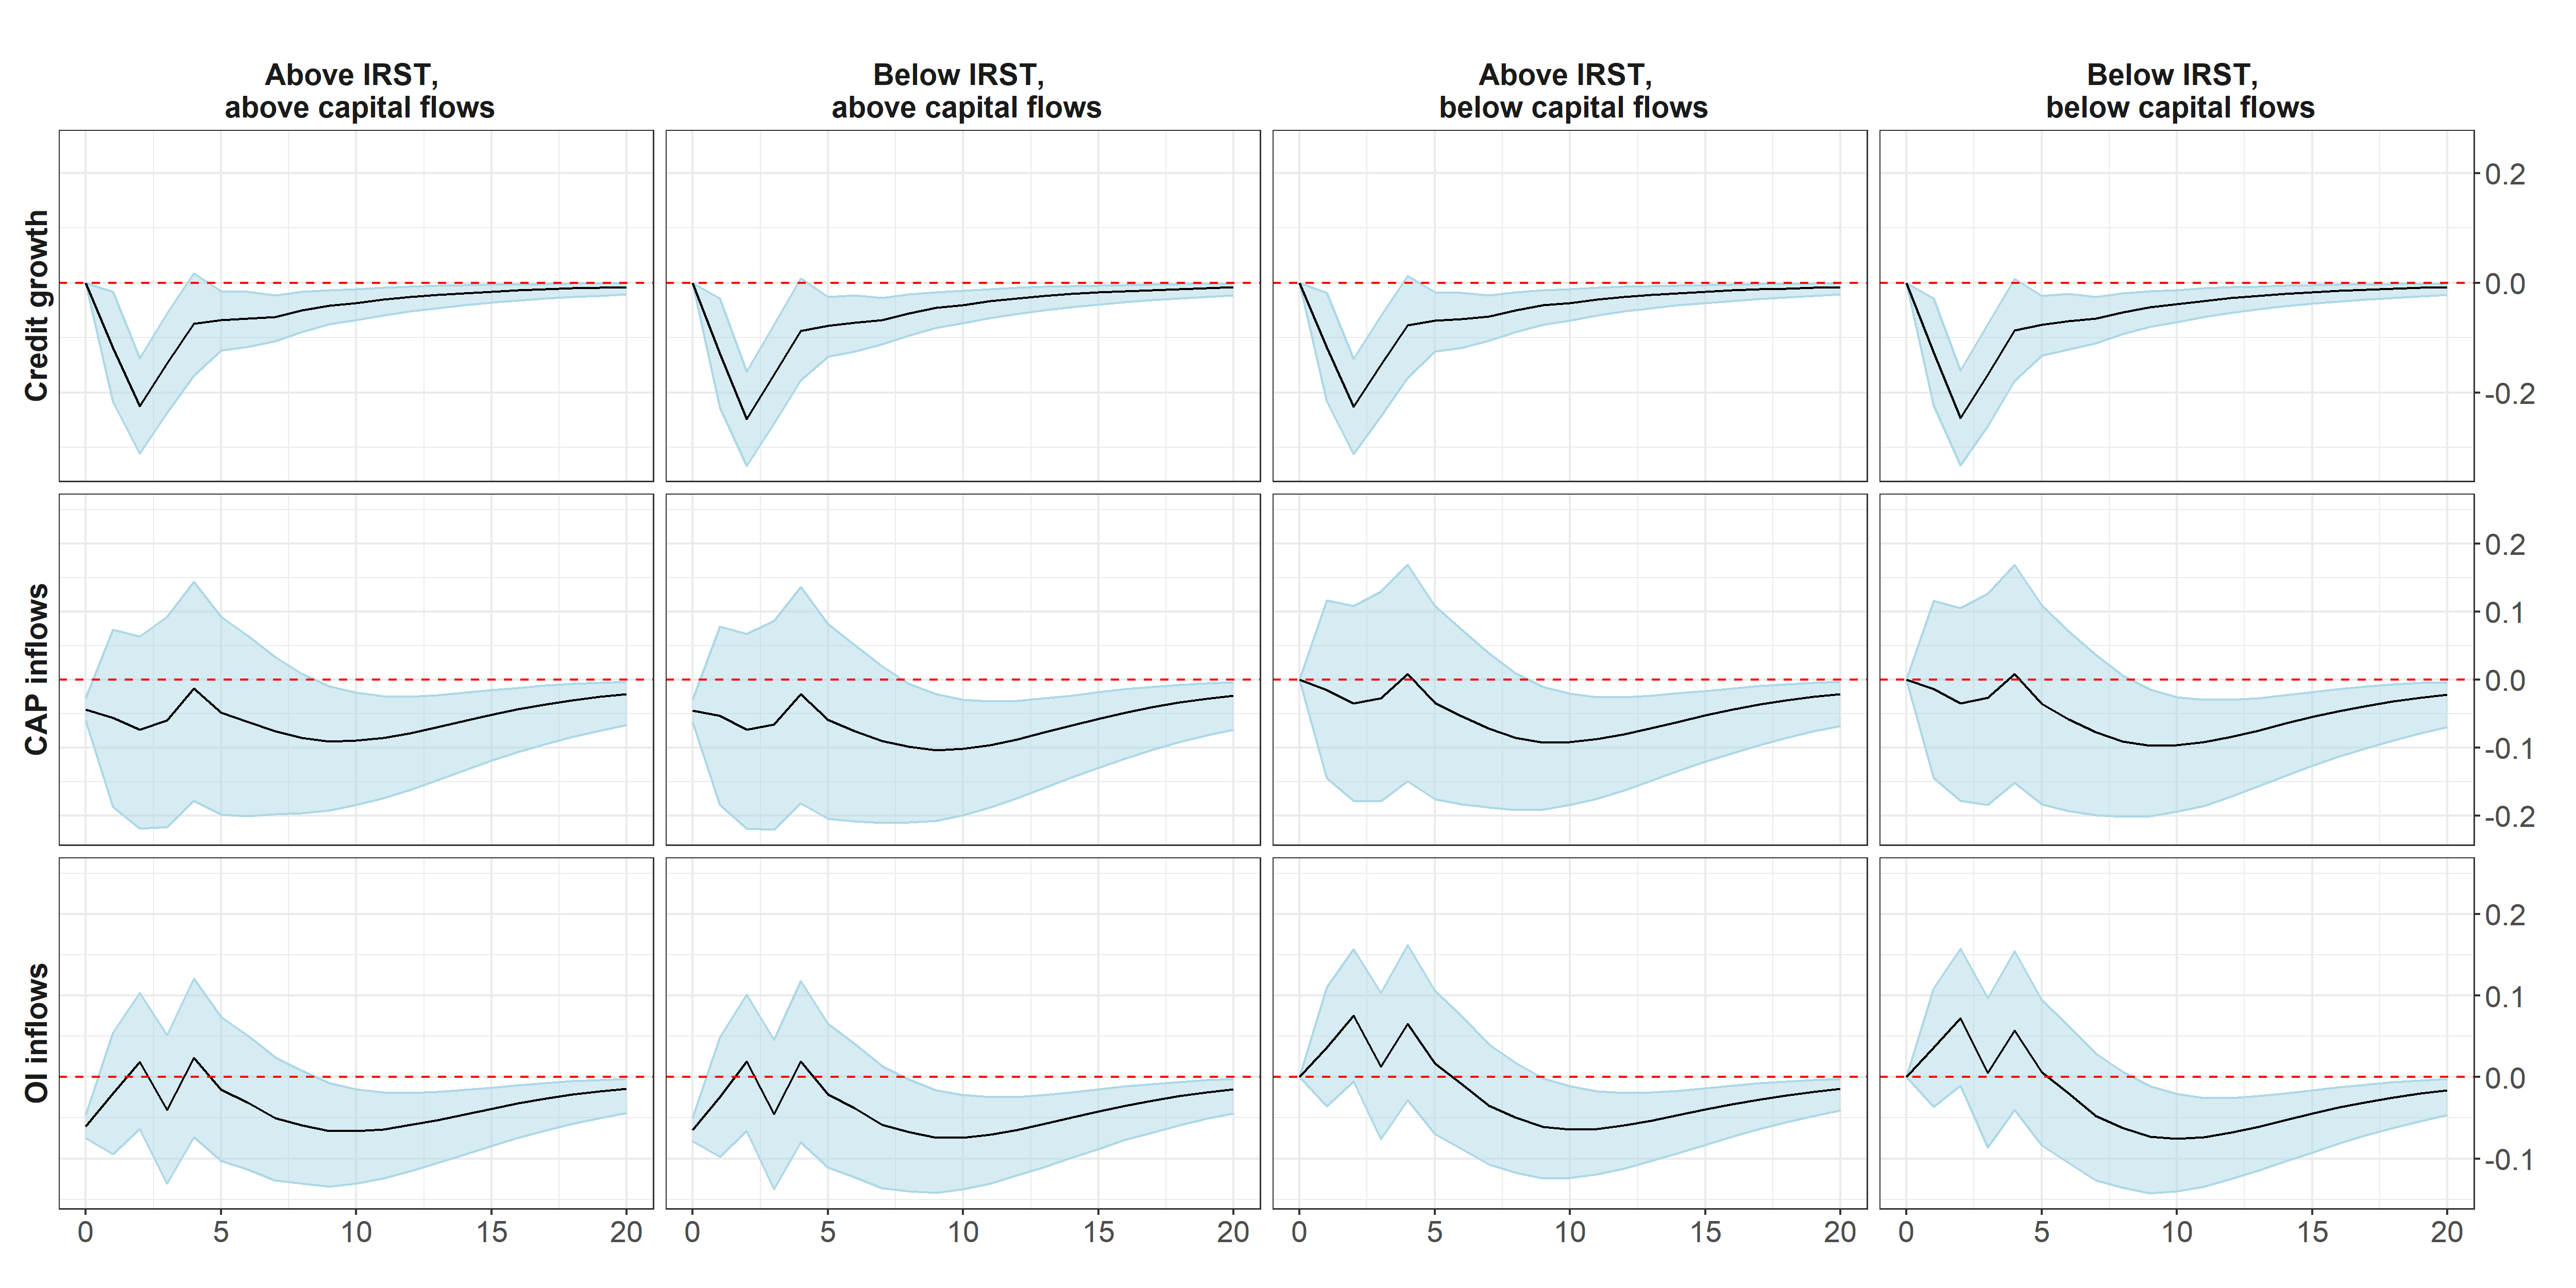 Above IRST,
above capital flows
Below IRST,
above capital flows
Above IRST,
below capital flows
Below IRST,
below capital flows
Credit growth
0.2
0.0
-0.2
CAP inflows
0.2
0.1
0.0
-0.1
-0.2
OI inflows
0.2
0.1
0.0
-0.1
0 5 10 15 20
0 5 10 15 20
0 5 10 15 20
0 5 10 15 20